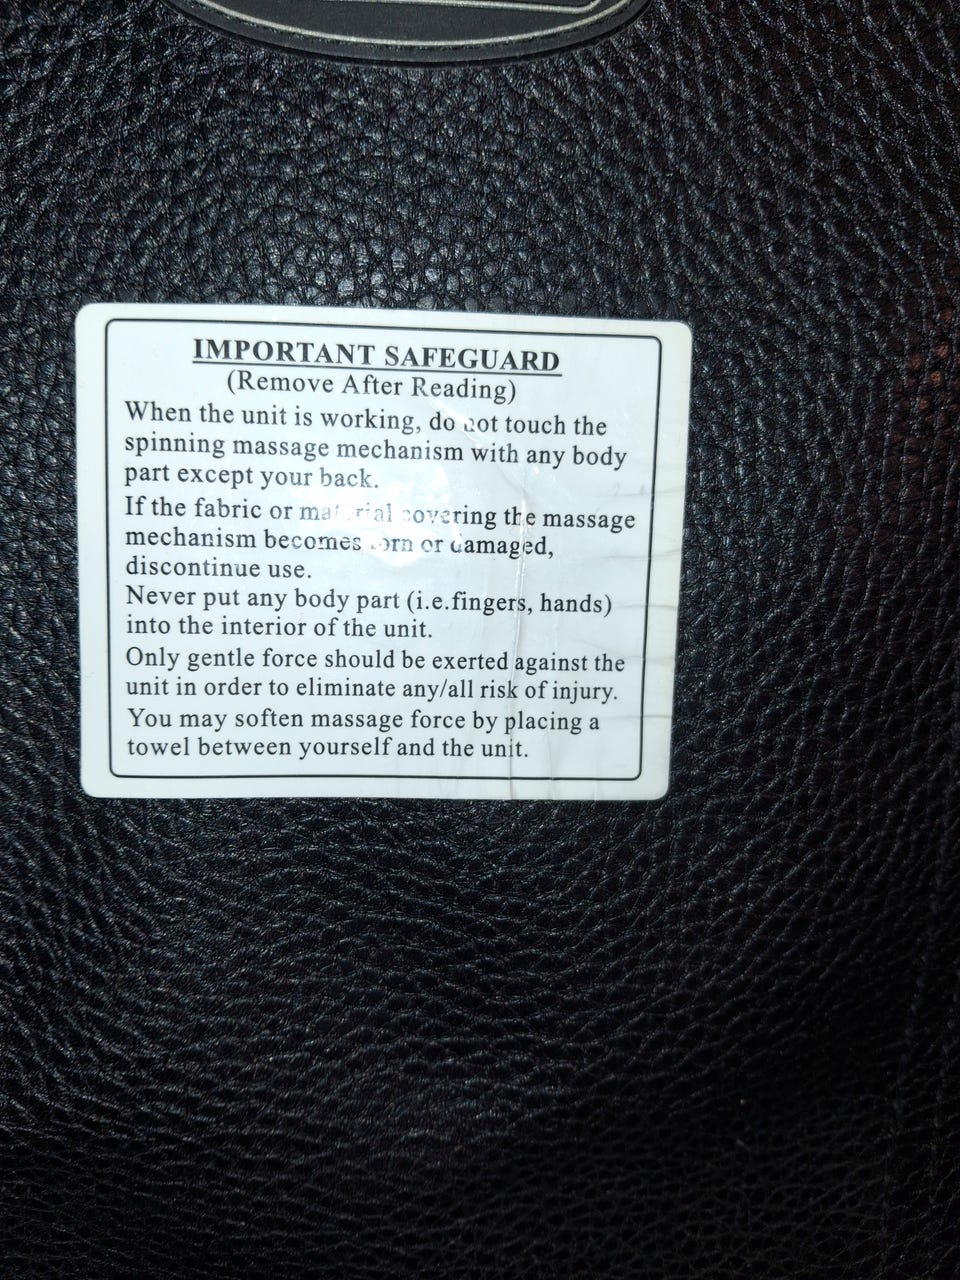 IMPORTANT SAFEGUARD
(Remove After Reading)
When the unit is working, do not touch the
spinning massage mechanism with any body
part except your back.
If the fabric or material covering the massage
mechanism becomes torn or damaged,
discontinue use.
Never put any body part (i.e.fingers, hands)
into the interior of the unit.
Only gentle force should be exerted against the
unit in order to eliminate any/all risk of injury.
You may soften massage force by placing a
towel between yourself and the unit.